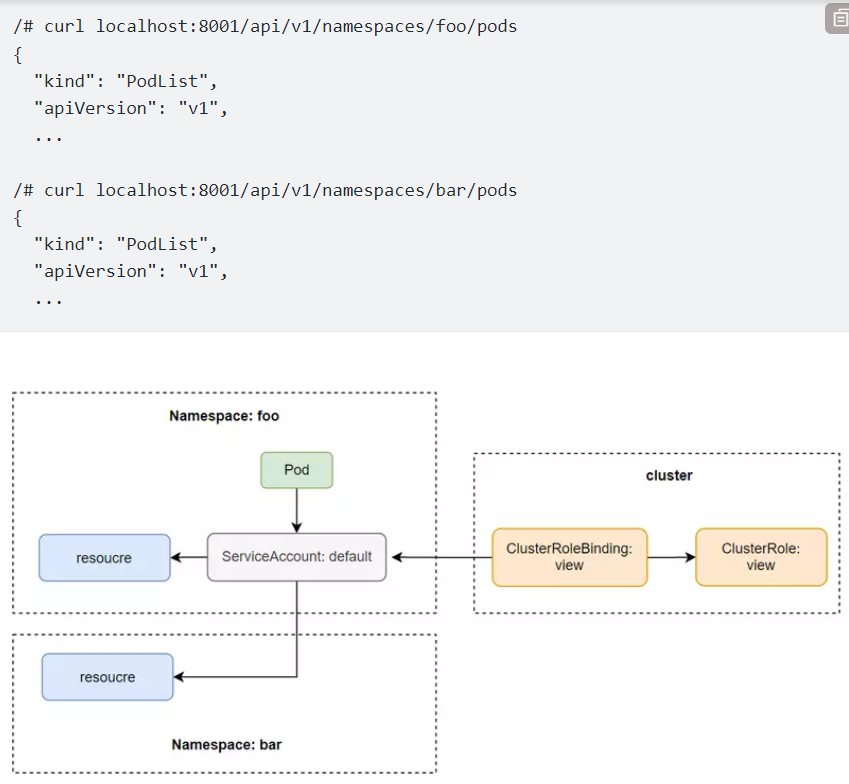 /# curl localhost:8001/api/v1/namespaces/foo/pods
{
  "kind": "PodList",
  "apiVersion": "v1",
  ...
/# curl localhost:8001/api/v1/namespaces/bar/pods
{
  "kind": "PodList",
  "apiVersion": "v1",
  ...
Namespace: foo
Pod
resoucre
ServiceAccount: default
cluster
ClusterRoleBinding:
view
ClusterRole:
view
resoucre
Namespace: bar